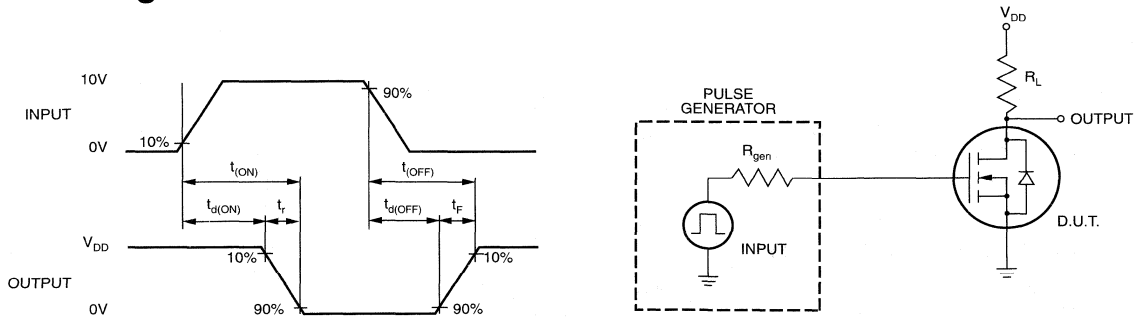 10V
INPUT
90%
10%
0V
t(ON)
t(OFF)
td(ON)
tr
td(OFF)
tF
VDD
10%
10%
OUTPUT
0V
90%
90%
PULSE
GENERATOR
Rgen
INPUT
VDD
RL
OUTPUT
D.U.T.